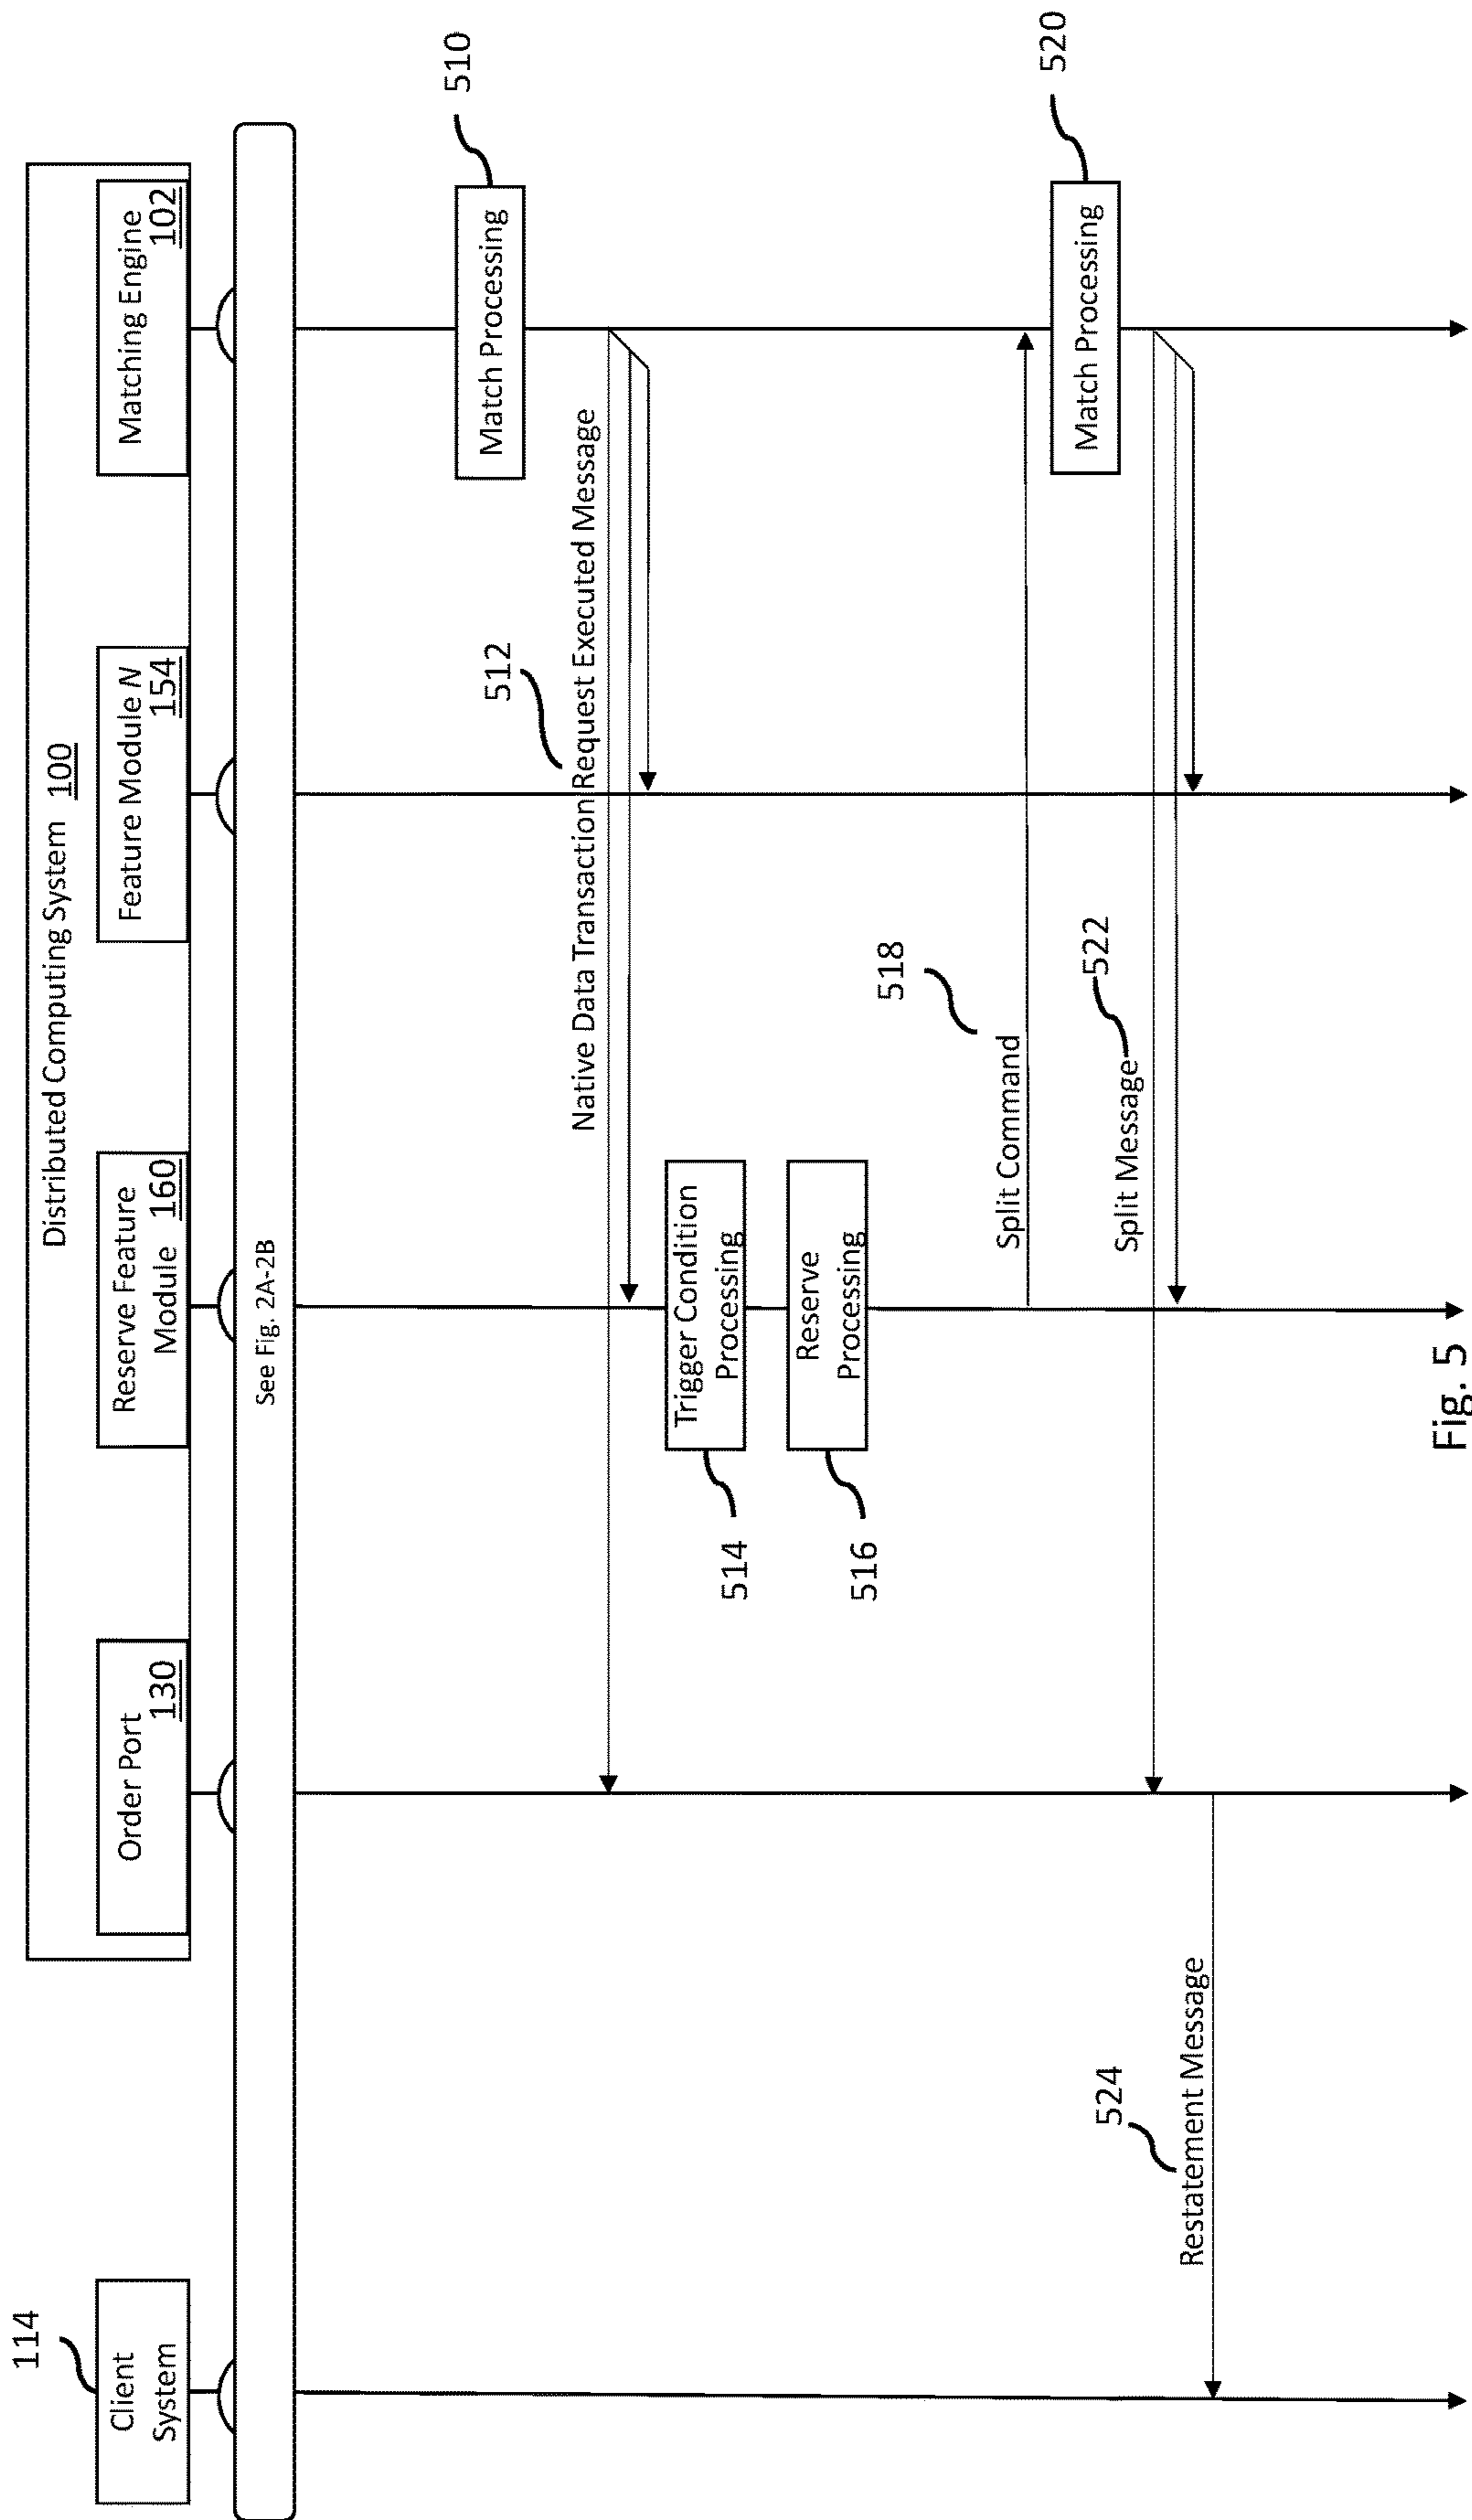 Distributed Computing System 100
114
Client
System
Order Port
130
Reserve Feature
Module 160
Feature Module N
154
Matching Engine
102
See Fig. 2A-2B
Match Processing
510
512
Native Data Transaction Request Executed Message
Trigger Condition
Processing
514
Reserve
Processing
516
518
Split Command
Match Processing
520
Split Message
522
524
Restatement Message
Fig. 5